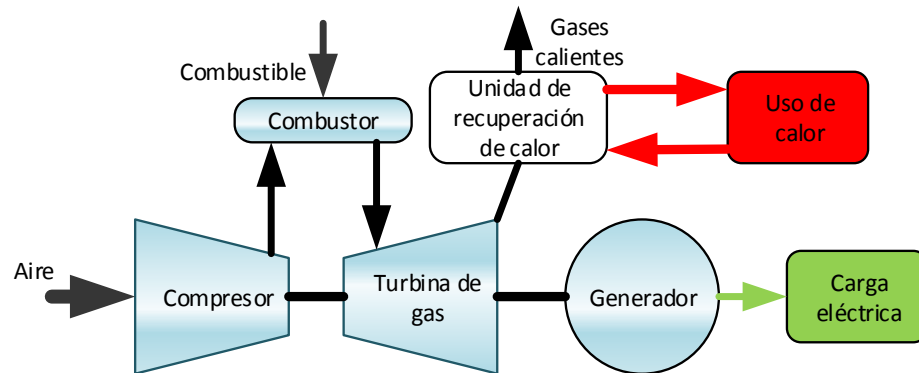 Gases
calientes
Combustible
Unidad de
recuperación
de calor
Uso de
calor
Combustor
Aire
Compresor
Turbina de
gas
Generador
Carga
eléctrica